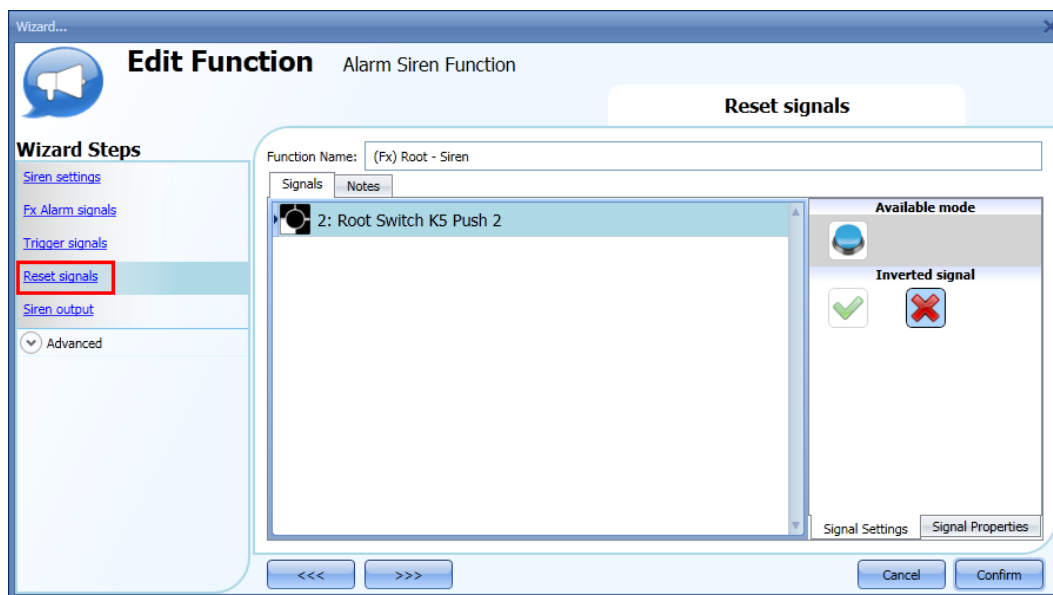 Wizard...
Edit Function Alarm Siren Function
Reset signals
Wizard Steps
Siren settings
Fx Alarm signals
Trigger signals
Reset signals
Siren output
Advanced
Function Name: (Fx) Root - Siren
Signals Notes
2: Root Switch K5 Push 2
Available mode
Inverted signal
Signal Settings Signal Properties
<<< >>> Cancel Confirm